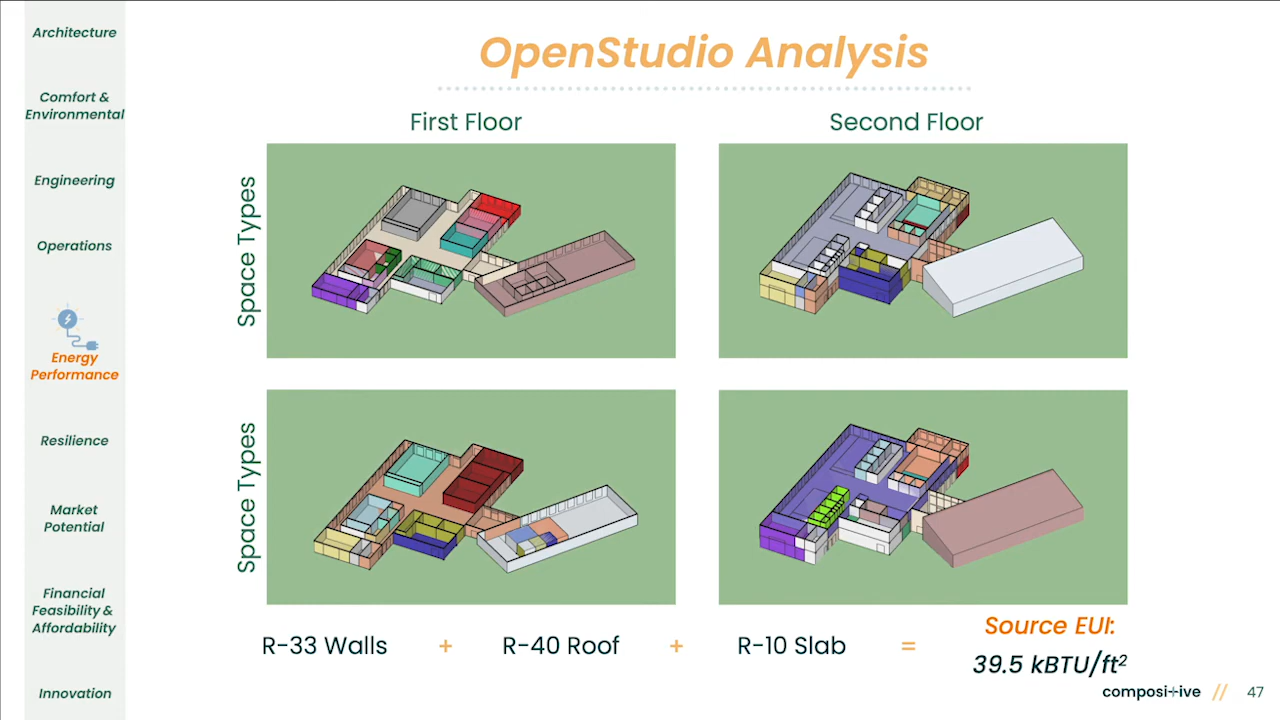 Architecture
Comfort &
Environmental
Engineering
Operations
Energy
Performance
Resilience
Market
Potential
Financial
Feasibility &
Affordability
Innovation
OpenStudio Analysis
First Floor
Second Floor
Space Types
Space Types
R-33 Walls + R-40 Roof + R-10 Slab =
Source EUI:
39.5 kBTU/ft²
composi+ive // 47